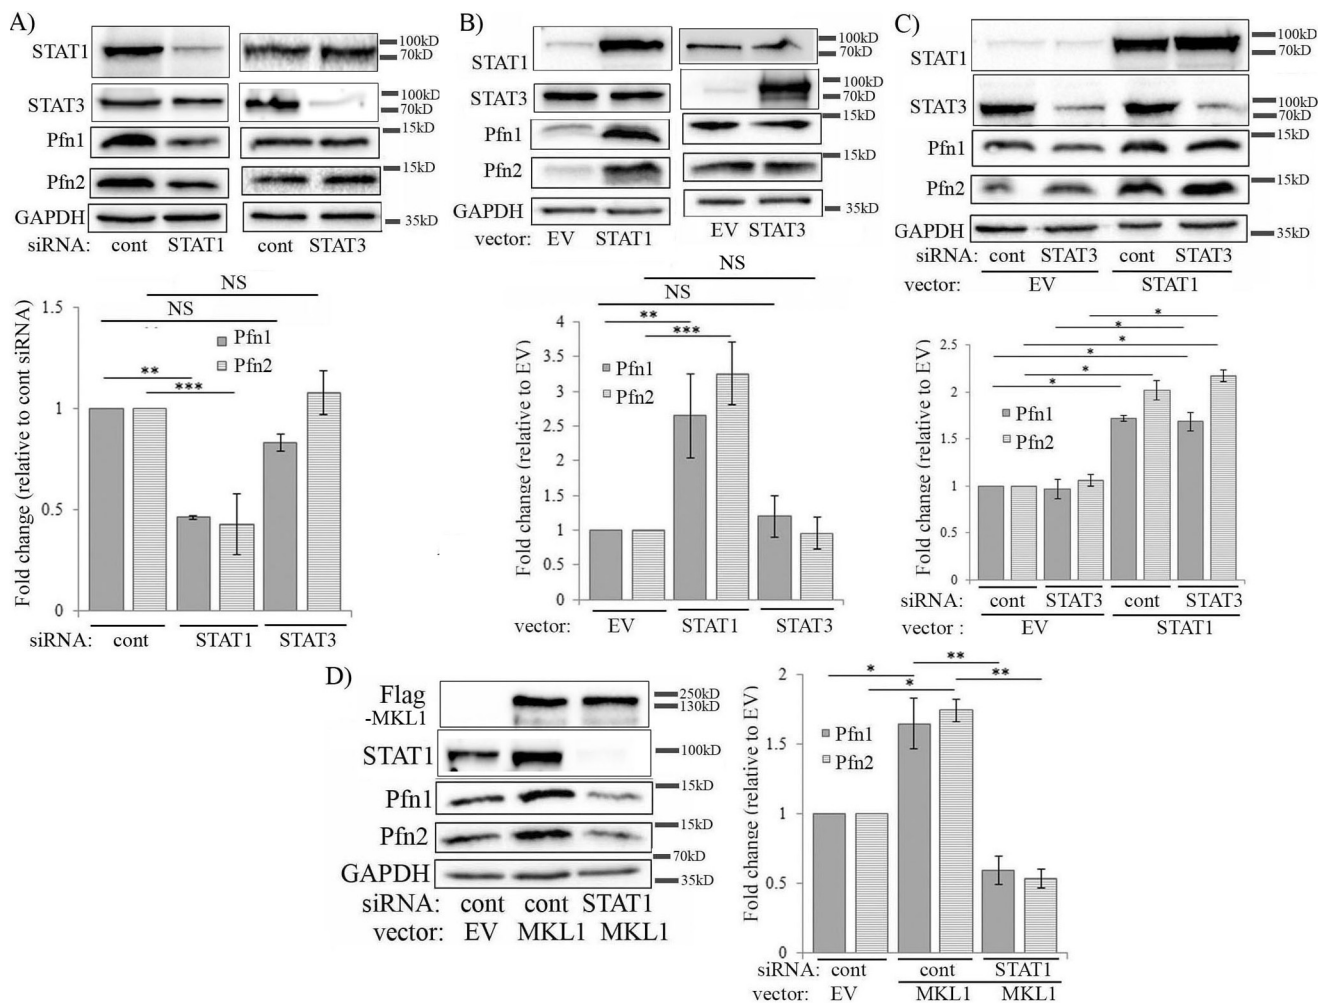 A)
STAT1
100kD
70kD
STAT3
100kD
70kD
Pfn1
15kD
Pfn2
15kD
GAPDH
35kD
siRNA: cont STAT1 cont STAT3
NS
NS
**
***
Pfn1
Pfn2
Fold change (relative to cont siRNA)
1.5
1
0.5
0
siRNA: cont STAT1 STAT3
B)
STAT1
100kD
70kD
STAT3
100kD
70kD
Pfn1
15kD
Pfn2
15kD
GAPDH
35kD
vector: EV STAT1 EV STAT3
NS
NS
**
***
Pfn1
Pfn2
Fold change (relative to EV)
4
3.5
3
2.5
2
1.5
1
0.5
0
vector: EV STAT1 STAT3
C)
STAT1
100kD
70kD
STAT3
100kD
70kD
Pfn1
15kD
Pfn2
15kD
GAPDH
35kD
siRNA: cont STAT3 cont STAT3
vector: EV STAT1
*
*
*
*
*
*
Pfn1
Pfn2
Fold change (relative to EV)
2.5
2
1.5
1
0.5
0
siRNA: cont STAT3 cont STAT3
vector : EV STAT1
D)
Flag
-MKL1
250kD
130kD
STAT1
100kD
Pfn1
15kD
Pfn2
15kD
70kD
GAPDH
35kD
siRNA: cont cont STAT1
vector: EV MKL1 MKL1
*
**
*
**
Pfn1
Pfn2
Fold change (relative to EV)
2
1.5
1
0.5
0
siRNA: cont cont STAT1
vector: EV MKL1 MKL1